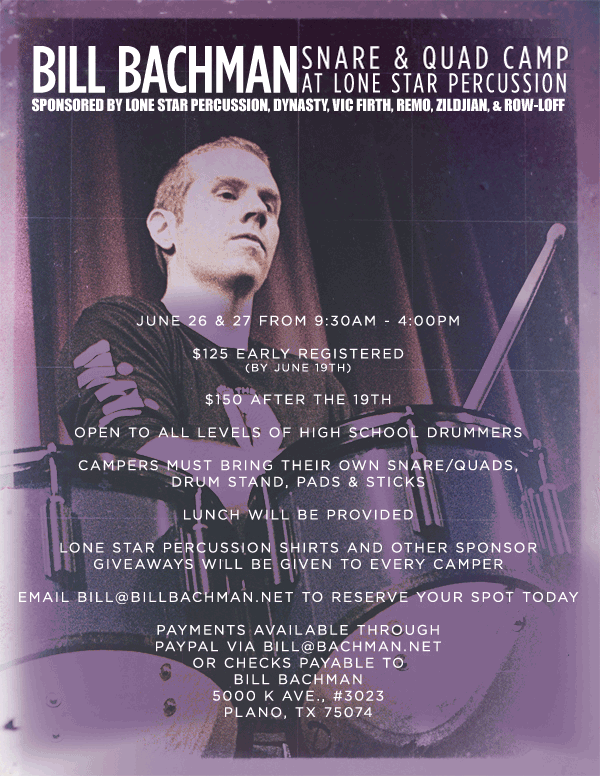 BILL BACHMAN SNARE & QUAD CAMP
AT LONE STAR PERCUSSION
SPONSORED BY LONE STAR PERCUSSION, DYNASTY, VIC FIRTH, REMO, ZILDJIAN, & ROW-LOFF
JUNE 26 & 27 FROM 9:30AM - 4:00PM
$125 EARLY REGISTERED
(BY JUNE 19TH)
$150 AFTER THE 19TH
OPEN TO ALL LEVELS OF HIGH SCHOOL DRUMMERS
CAMPERS MUST BRING THEIR OWN SNARE/QUADS,
DRUM STAND, PADS & STICKS
LUNCH WILL BE PROVIDED
LONE STAR PERCUSSION SHIRTS AND OTHER SPONSOR
GIVEAWAYS WILL BE GIVEN TO EVERY CAMPER
EMAIL BILL@BILLBACHMAN.NET TO RESERVE YOUR SPOT TODAY
PAYMENTS AVAILABLE THROUGH
PAYPAL VIA BILL@BACHMAN.NET
OR CHECKS PAYABLE TO
BILL BACHMAN
5000 K AVE., #3023
PLANO, TX 75074